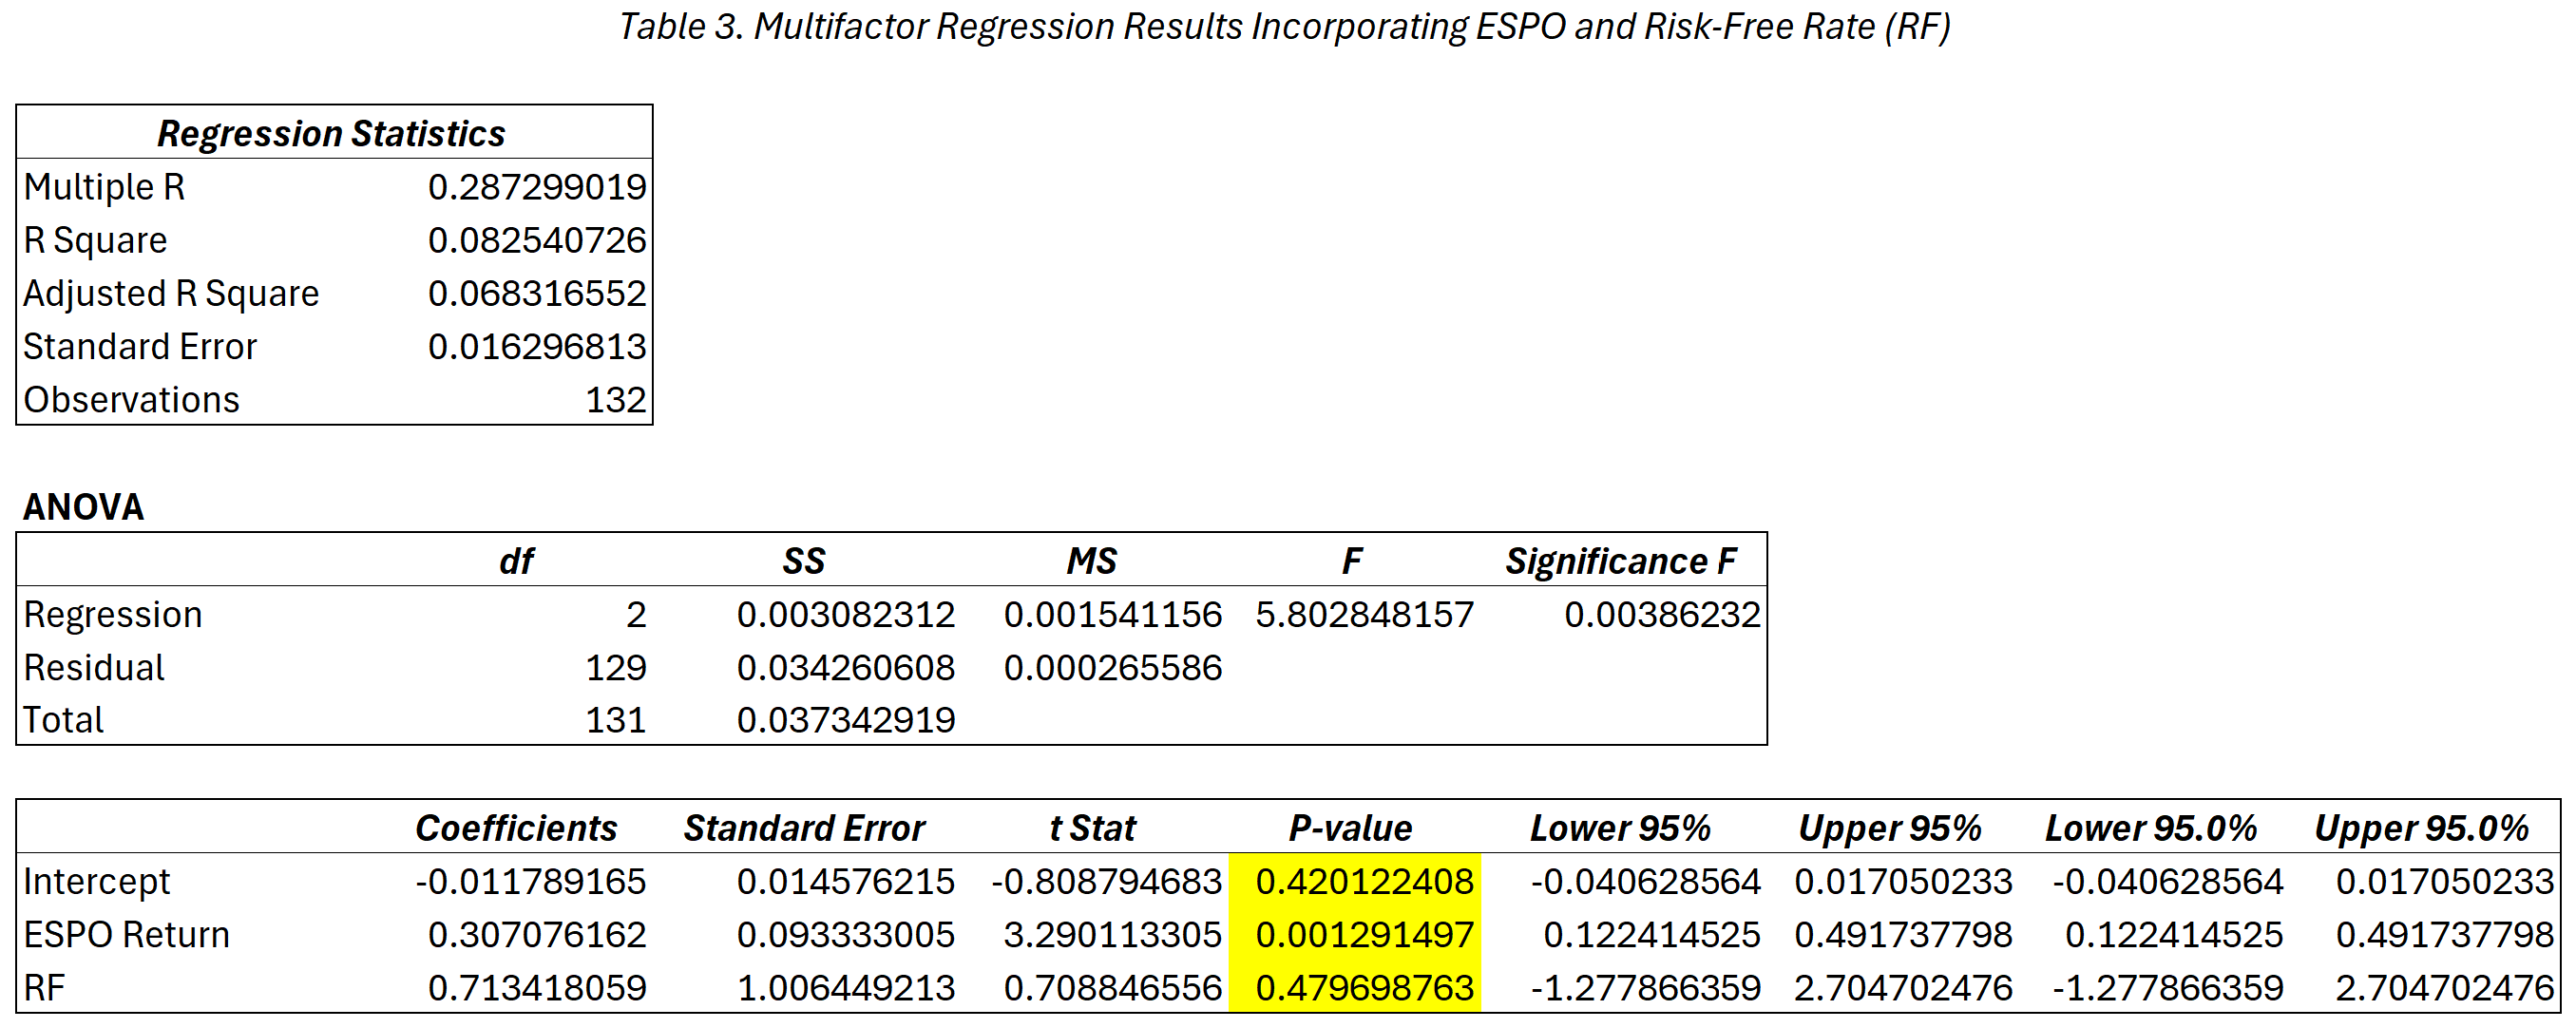 Table 3. Multifactor Regression Results Incorporating ESPO and Risk-Free Rate (RF)
Regression Statistics
Multiple R 0.287299019
R Square 0.082540726
Adjusted R Square 0.068316552
Standard Error 0.016296813
Observations 132
ANOVA
df SS MS F Significance F
Regression 2 0.003082312 0.001541156 5.802848157 0.00386232
Residual 129 0.034260608 0.000265586
Total 131 0.037342919
Coefficients Standard Error t Stat P-value Lower 95% Upper 95% Lower 95.0% Upper 95.0%
Intercept -0.011789165 0.014576215 -0.808794683 0.420122408 -0.040628564 0.017050233 -0.040628564 0.017050233
ESPO Return 0.307076162 0.093333005 3.290113305 0.001291497 0.122414525 0.491737798 0.122414525 0.491737798
RF 0.713418059 1.006449213 0.708846556 0.479698763 -1.277866359 2.704702476 -1.277866359 2.704702476